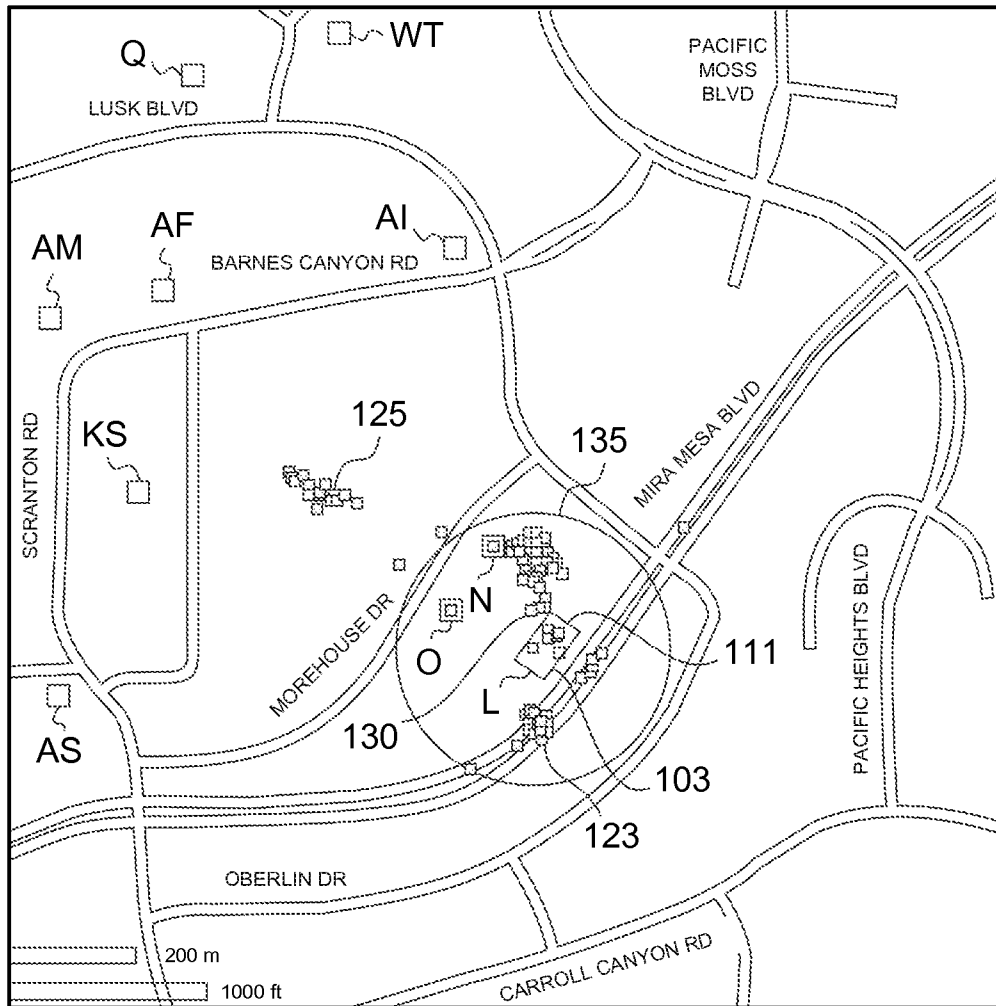 WT
Q
PACIFIC
MOSS
BLVD
LUSK BLVD
AI
AF
AM
BARNES CANYON RD
MIRA MESA BLVD
125
135
KS
SCRANTON RD
N
PACIFIC HEIGHTS BLVD
MOREHOUSE DR
O
111
L
130
AS
103
123
OBERLIN DR
CARROLL CANYON RD
200 m
1000 ft